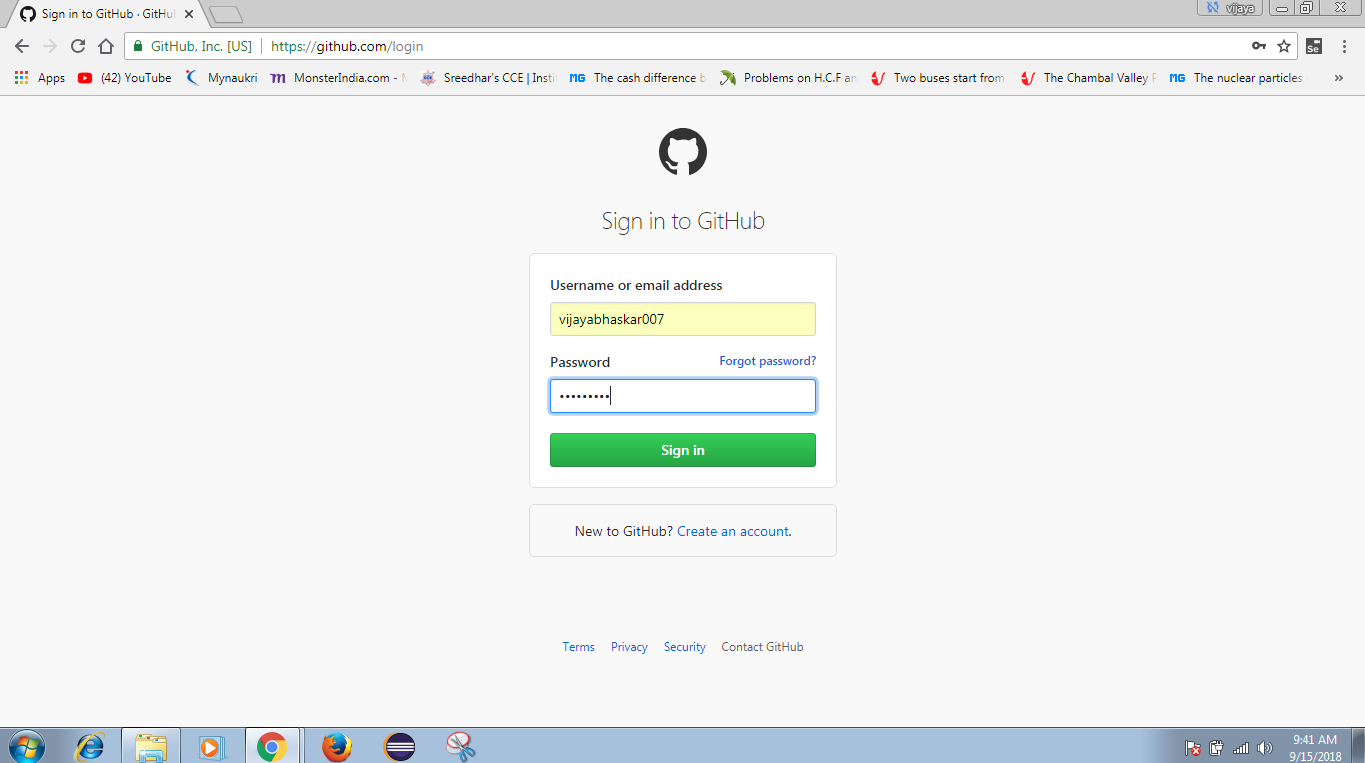 Sign in to GitHub · GitHu
vijaya
GitHub, Inc. [US] https://github.com/login
Se
Apps (42) YouTube Mynaukri m MonsterIndia.com - Sreedhar's CCE | Insti MG The cash difference b Problems on H.C.F an Two buses start from The Chambal Valley P MG The nuclear particles »
Sign in to GitHub
Username or email address
vijayabhaskar007
Password Forgot password?
•••••••••
Sign in
New to GitHub? Create an account.
Terms Privacy Security Contact GitHub
9:41 AM
9/15/2018